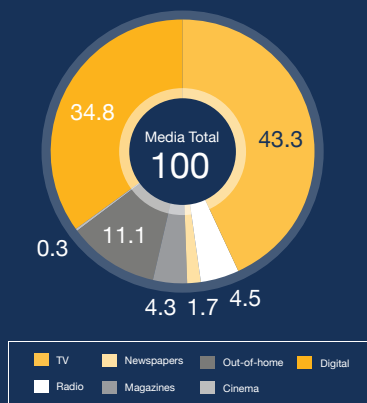 34.8
Media Total
100
43.3
11.1
0.3
4.5
4.3
1.7
TV
Newspapers
Out-of-home
Digital
Radio
Magazines
Cinema